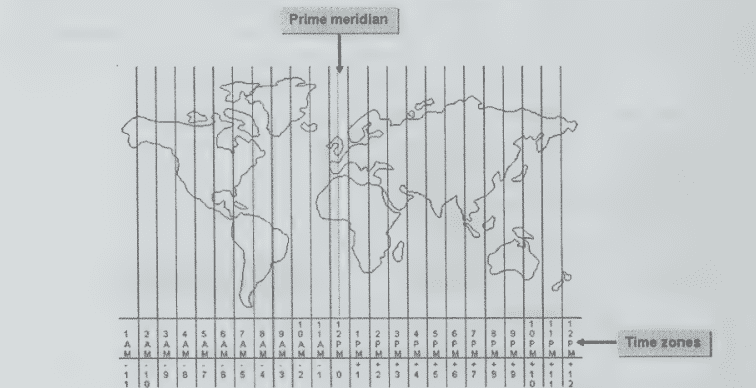 Prime meridian
1 AM 2 AM 3 AM 4 AM 5 AM 6 AM 7 AM 8 AM 9 AM 10 AM 11 AM 12 PM 1 PM 2 PM 3 PM 4 PM 5 PM 6 PM 7 PM 8 PM 9 PM 10 PM 11 PM 12 PM
Time zones
-11 -10 -9 -8 -7 -6 -5 -4 -3 -2 -1 0 +1 +2 +3 +4 +5 +6 +7 +8 +9 +10 +11